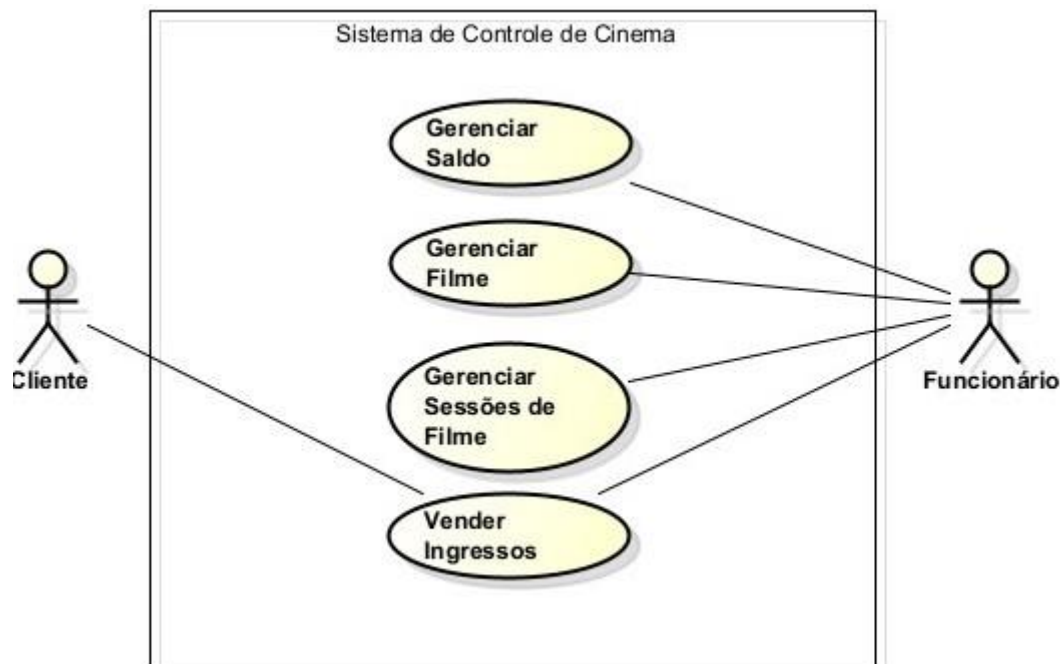 Sistema de Controle de Cinema
Gerenciar
Saldo
Gerenciar
Filme
Cliente
Funcionário
Gerenciar
Sessões de
Filme
Vender
Ingressos